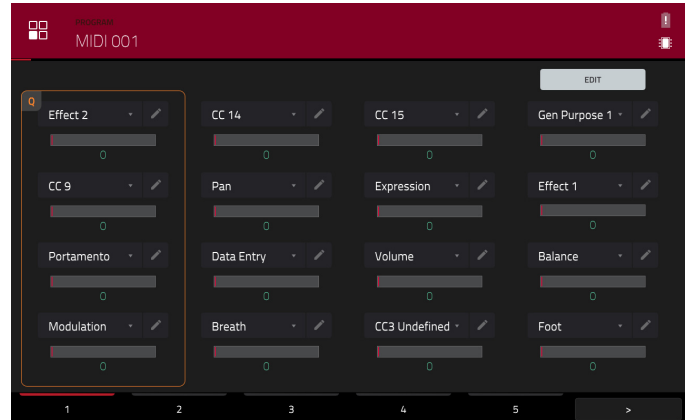 PROGRAM
MIDI 001
!
EDIT
Q
Effect 2 CC 14 CC 15 Gen Purpose 1
0 0 0 0
CC 9 Pan Expression Effect 1
0 0 0 0
Portamento Data Entry Volume Balance
0 0 0 0
Modulation Breath CC3 Undefined Foot
0 0 0 0
1 2 3 4 5 >